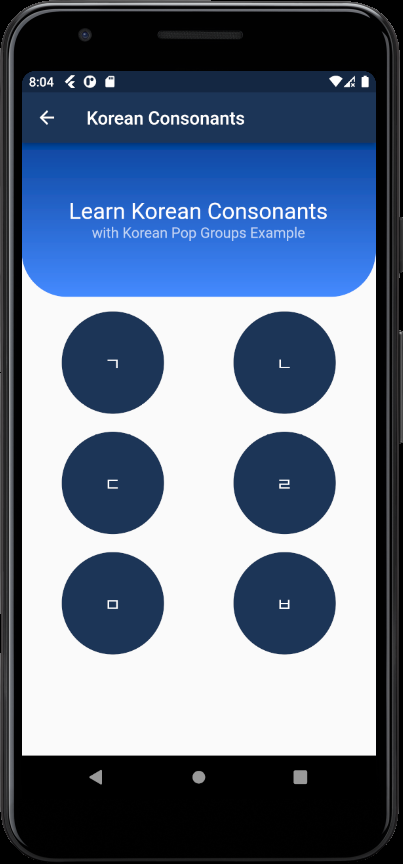 8:04
Korean Consonants
Learn Korean Consonants
with Korean Pop Groups Example
ㄱ ㄴ
ㄷ ㄹ
ㅁ ㅂ